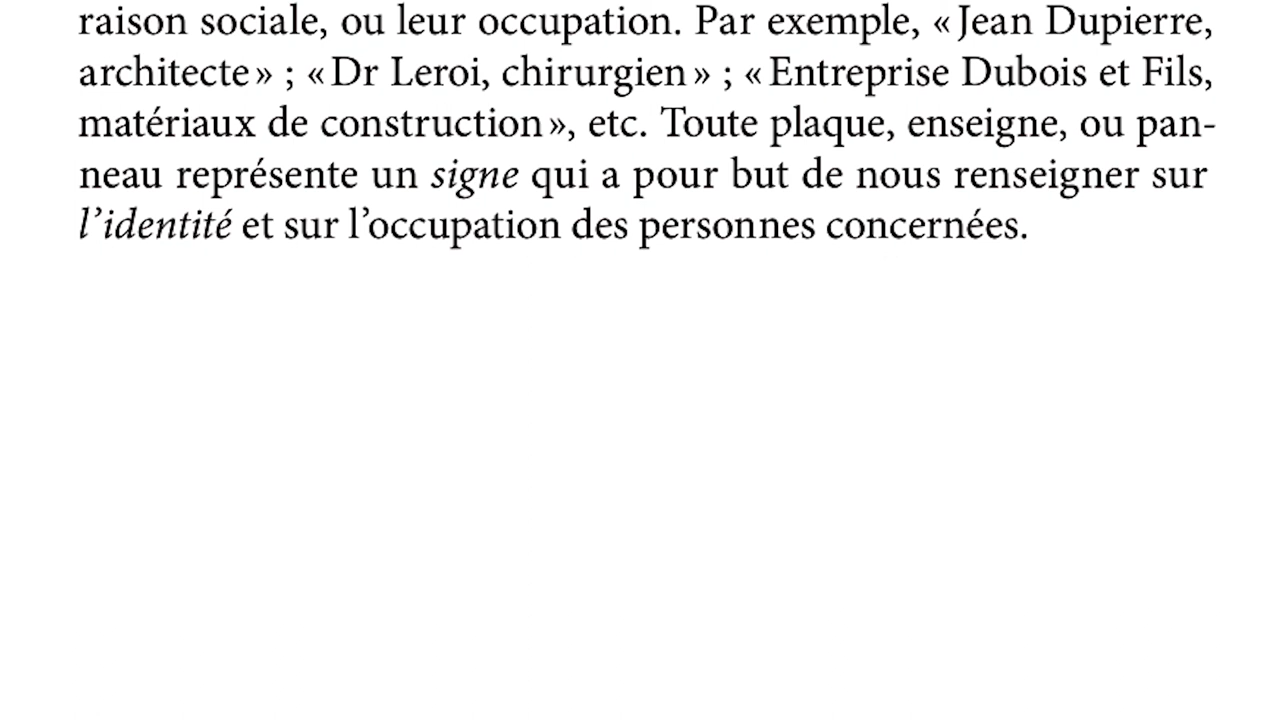 raison sociale, ou leur occupation. Par exemple, « Jean Dupierre,
architecte » ; « Dr Leroi, chirurgien » ; « Entreprise Dubois et Fils,
matériaux de construction », etc. Toute plaque, enseigne, ou pan-
neau représente un signe qui a pour but de nous renseigner sur
l’identité et sur l’occupation des personnes concernées.